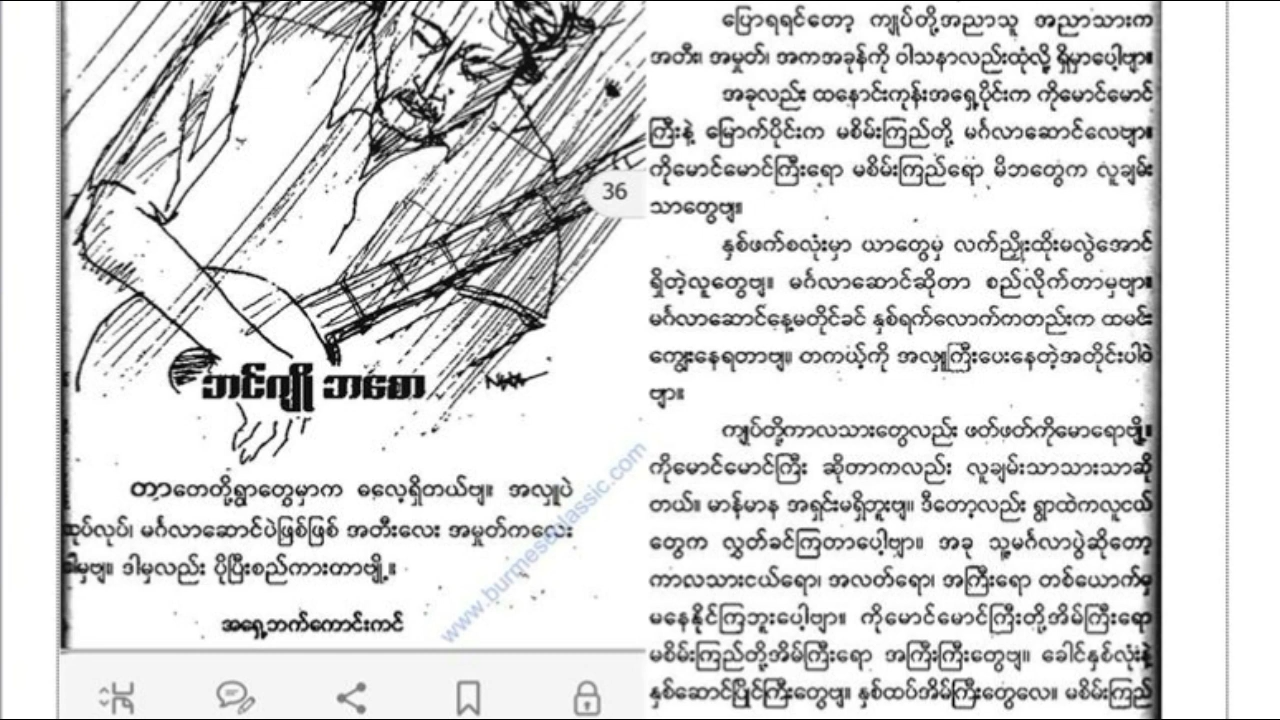 ဘင်ဂျို ဘစော
တာတေတို့ရွာတွေမှာက ဓလေ့ရှိတယ်ဗျ။ အလှူပဲ
လုပ်လုပ်၊ မင်္ဂလာဆောင်ပဲဖြစ်ဖြစ် အတီးလေး အမှုတ်ကလေး
ပါမှဗျ။ ဒါမှလည်း ပိုပြီးစည်ကားတာဗျို့။
အရှေ့ဘက်ကောင်းကင်
www.burmeseclassic.com
36
ပြောရရင်တော့ ကျုပ်တို့အညာသူ အညာသားက
အတီး၊ အမှုတ်၊ အကအခုန်ကို ဝါသနာလည်းထုံလို့ ရှိမှာပေါ့ဗျာ။
အခုလည်း ထနောင်းကုန်းအရှေ့ပိုင်းက ကိုမောင်မောင်
ကြီးနဲ့ မြောက်ပိုင်းက မစိမ်းကြည်တို့ မင်္ဂလာဆောင်လေဗျာ။
ကိုမောင်မောင်ကြီးရော မစိမ်းကြည်ရော မိဘတွေက လူချမ်း
သာတွေဗျ။
နှစ်ဖက်စလုံးမှာ ယာတွေမှ လက်ညှိုးထိုးမလွဲအောင်
ရှိတဲ့လူတွေဗျ။ မင်္ဂလာဆောင်ဆိုတာ စည်လိုက်တာမှဗျာ။
မင်္ဂလာဆောင်နေ့မတိုင်ခင် နှစ်ရက်လောက်ကတည်းက ထမင်း
ကျွေးနေရတာဗျ။ တကယ့်ကို အလှူကြီးပေးနေတဲ့အတိုင်းပါပဲ
ဗျာ။
ကျုပ်တို့ကာလသားတွေလည်း ဖတ်ဖတ်ကိုမောရောဗျို့။
ကိုမောင်မောင်ကြီး ဆိုတာကလည်း လူချမ်းသာသားသာဆို
တယ်။ မာန်မာန အရှင်းမရှိဘူးဗျ။ ဒီတော့လည်း ရွာထဲကလူငယ်
တွေက လွှတ်ခင်ကြတာပေါ့ဗျာ။ အခု သူ့မင်္ဂလာပွဲဆိုတော့
ကာလသားငယ်ရော၊ အလတ်ရော၊ အကြီးရော တစ်ယောက်မှ
မနေနိုင်ကြဘူးပေါ့ဗျာ။ ကိုမောင်မောင်ကြီးတို့အိမ်ကြီးရော
မစိမ်းကြည်တို့အိမ်ကြီးရော အကြီးကြီးတွေဗျ။ ခေါင်နှစ်လုံးနဲ့
နှစ်ဆောင်ပြိုင်ကြီးတွေဗျ။ နှစ်ထပ်အိမ်ကြီးတွေလေ။ မစိမ်းကြည်